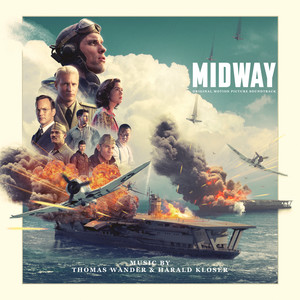 MIDWAY
ORIGINAL MOTION PICTURE SOUNDTRACK
MUSIC BY
THOMAS WANDER & HARALD KLOSER